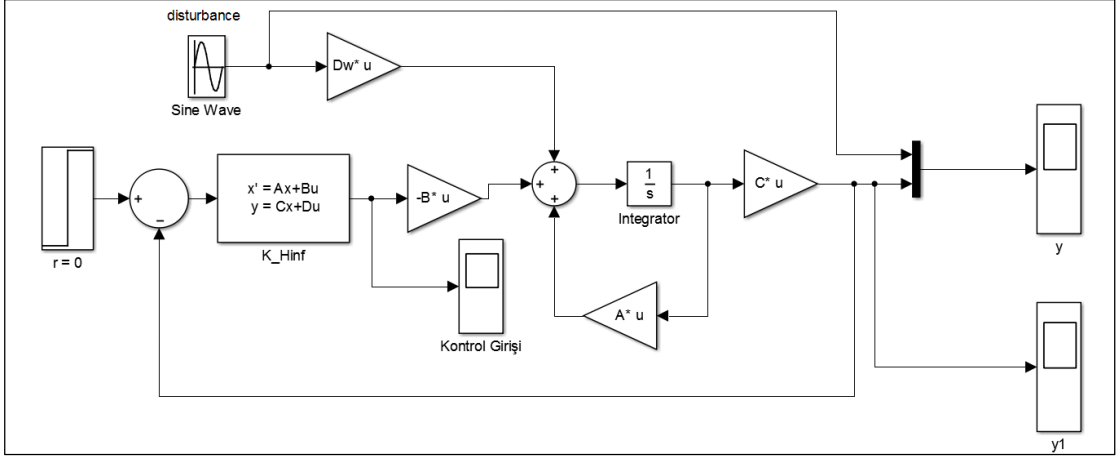 disturbance
Dw* u
Sine Wave
x' = Ax+Bu
y = Cx+Du
K_Hinf
r = 0
+
−
-B* u
+
+
+
1
s
Integrator
C* u
A* u
Kontrol Girişi
y
y1